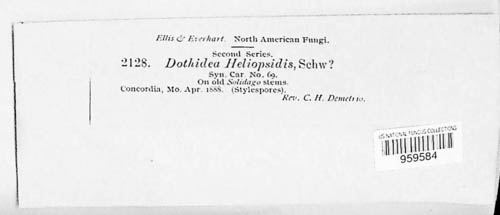 Ellis & Everhart. North American Fungi.
Second Series.
2128. Dothidea Heliopsidis, Schw?
Syn. Car. No. 69.
On old Solidago stems.
Concordia, Mo. Apr. 1888. (Stylespores).
Rev. C. H. Demetrio.
US NATIONAL FUNGUS COLLECTIONS
959584